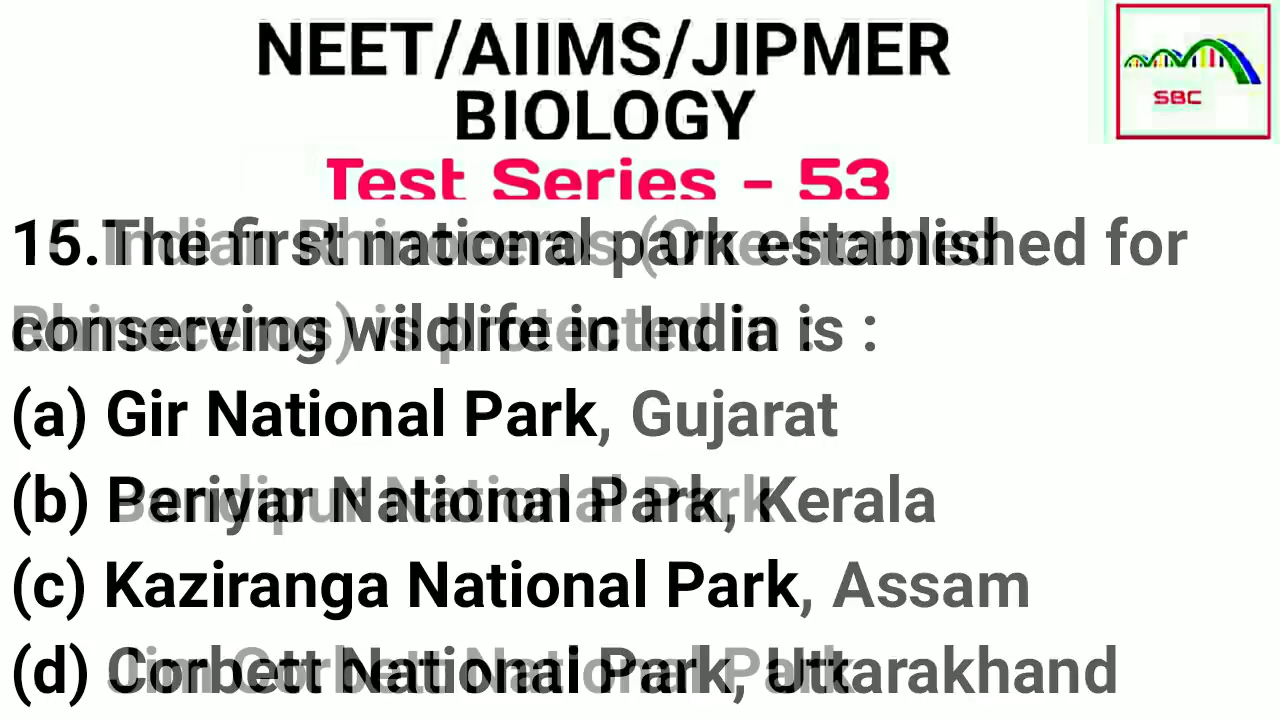 NEET/AIIMS/JIPMER
SBC
BIOLOGY
Test Series - 53
15.The first national park established for
conserving wildlife in India is :
(a) Gir National Park, Gujarat
(b) Periyar National Park, Kerala
(c) Kaziranga National Park, Assam
(d) Corbett National Park, Uttarakhand